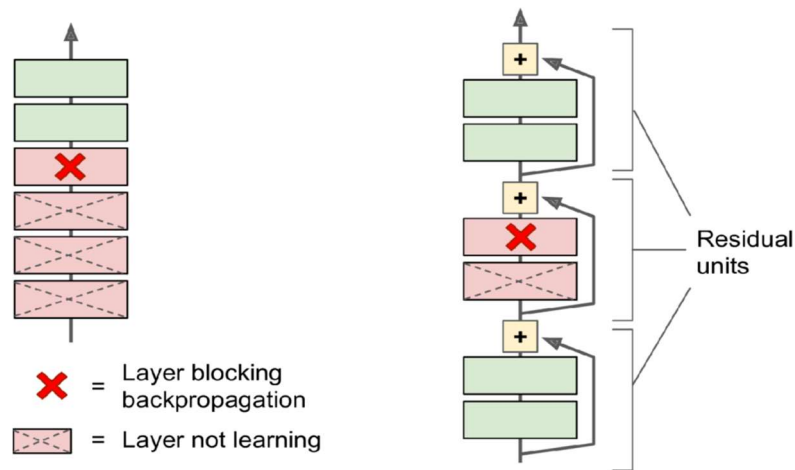 +
+
+
Residual
units
= Layer blocking
backpropagation
= Layer not learning